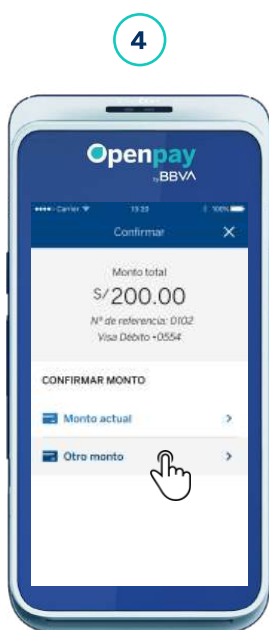 4
Openpay
by BBVA
Carrier 13:23 100%
Confirmar
Monto total
S/200.00
Nº de referencia: 0102
Visa Débito •0554
CONFIRMAR MONTO
Monto actual
Otro monto